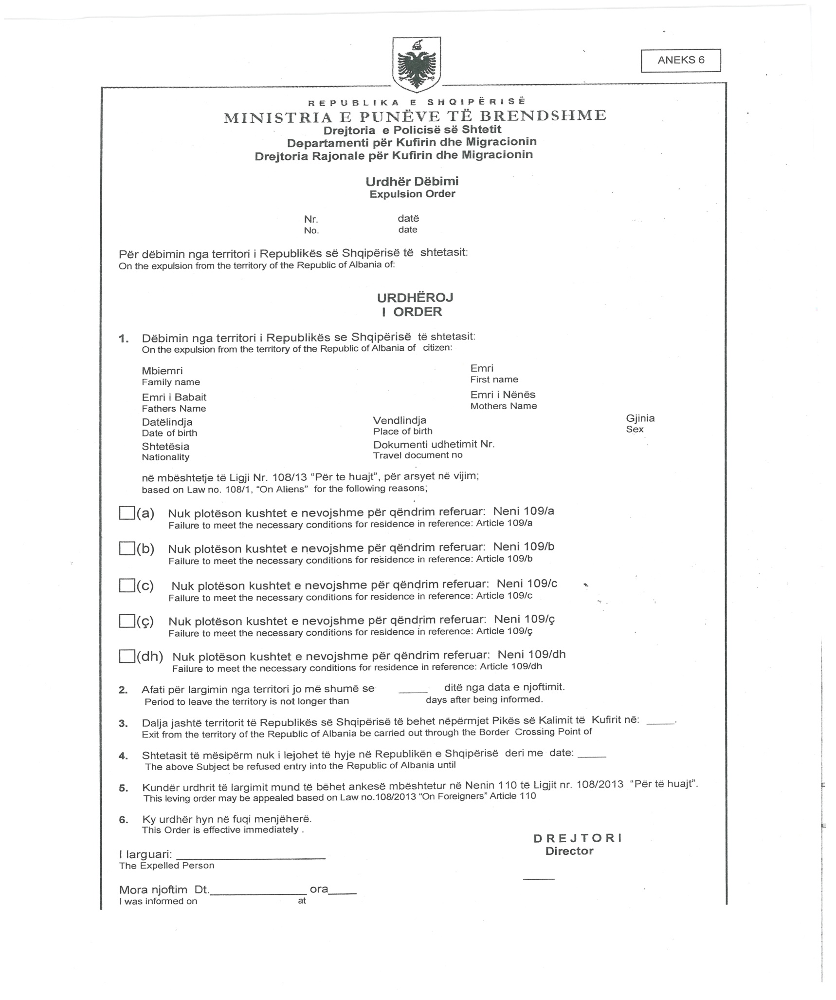 ANEKS 6
REPUBLIKA E SHQIPËRISË
MINISTRIA E PUNËVE TË BRENDSHME
Drejtoria e Policisë së Shtetit
Departamenti për Kufirin dhe Migracionin
Drejtoria Rajonale për Kufirin dhe Migracionin
Urdhër Dëbimi
Expulsion Order
Nr. datë
No. date
Për dëbimin nga territori i Republikës së Shqipërisë të shtetasit:
On the expulsion from the territory of the Republic of Albania of:
URDHËROJ
I ORDER
1. Dëbimin nga territori i Republikës se Shqipërisë të shtetasit:
On the expulsion from the territory of the Republic of Albania of citizen:
Mbiemri Emri
Family name First name
Emri i Babait Emri i Nënës
Fathers Name Mothers Name
Datëlindja Vendlindja Gjinia
Date of birth Place of birth Sex
Shtetësia Dokumenti udhetimit Nr.
Nationality Travel document no
në mbështetje të Ligji Nr. 108/13 “Për te huajt”, për arsyet në vijim;
based on Law no. 108/1, “On Aliens” for the following reasons;
(a) Nuk plotëson kushtet e nevojshme për qëndrim referuar: Neni 109/a
Failure to meet the necessary conditions for residence in reference: Article 109/a
(b) Nuk plotëson kushtet e nevojshme për qëndrim referuar: Neni 109/b
Failure to meet the necessary conditions for residence in reference: Article 109/b
(c) Nuk plotëson kushtet e nevojshme për qëndrim referuar: Neni 109/c
Failure to meet the necessary conditions for residence in reference: Article 109/c
(ç) Nuk plotëson kushtet e nevojshme për qëndrim referuar: Neni 109/ç
Failure to meet the necessary conditions for residence in reference: Article 109/ç
(dh) Nuk plotëson kushtet e nevojshme për qëndrim referuar: Neni 109/dh
Failure to meet the necessary conditions for residence in reference: Article 109/dh
2. Afati për largimin nga territori jo më shumë se _____ ditë nga data e njoftimit.
Period to leave the territory is not longer than days after being informed.
3. Dalja jashtë territorit të Republikës së Shqipërisë të behet nëpërmjet Pikës së Kalimit të Kufirit në: _____.
Exit from the territory of the Republic of Albania be carried out through the Border Crossing Point of
4. Shtetasit të mësipërm nuk i lejohet të hyje në Republikën e Shqipërisë deri me date: _____
The above Subject be refused entry into the Republic of Albania until
5. Kundër urdhrit të largimit mund të bëhet ankesë mbështetur në Nenin 110 të Ligjit nr. 108/2013 “Për të huajt”.
This leving order may be appealed based on Law no.108/2013 “On Foreigners” Article 110
6. Ky urdhër hyn në fuqi menjëherë.
This Order is effective immediately .
DREJTORI
Director
I larguari: _____
The Expelled Person
Mora njoftim Dt._____ ora_____
I was informed on at